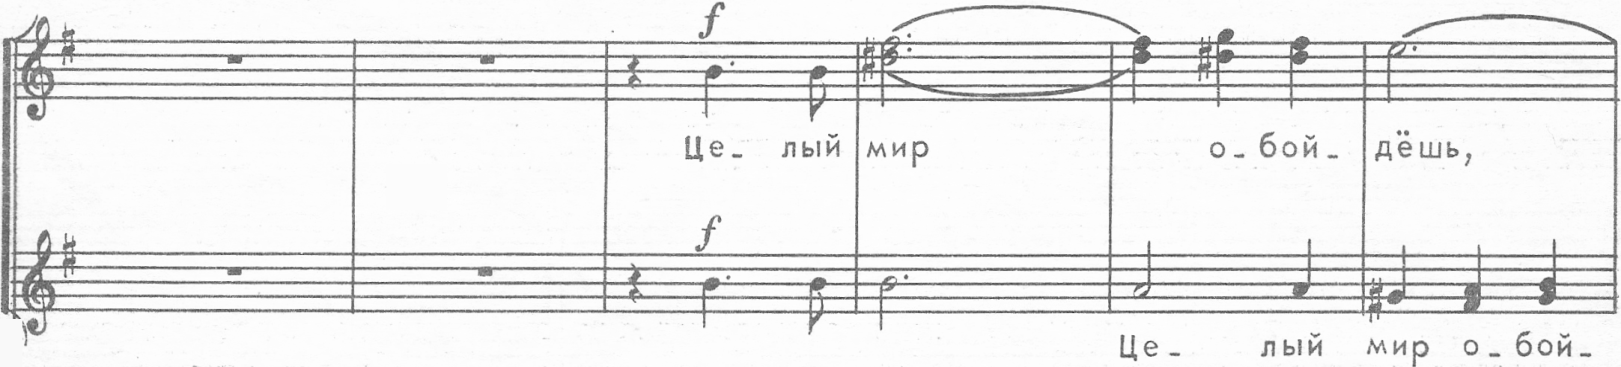 f
Це_ лый мир о_бой_ дёшь,
f
Це_ лый мир о_бой_